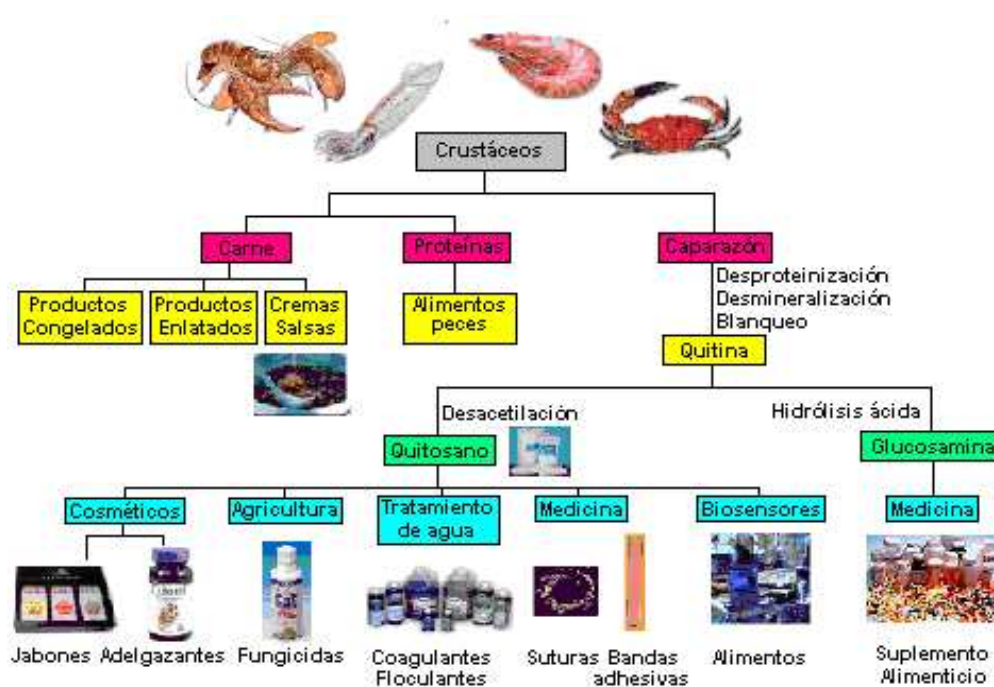 Crustáceos
Carne
Proteínas
Caparazón
Desproteinización
Desmineralización
Blanqueo
Productos
Congelados
Productos
Enlatados
Cremas
Salsas
Alimentos
peces
Quitina
Desacetilación
Hidrólisis ácida
Quitosano
Glucosamina
Cosméticos
Agricultura
Tratamiento
de agua
Medicina
Biosensores
Medicina
Jabones
Adelgazantes
Fungicidas
Coagulantes
Floculantes
Suturas
Bandas
adhesivas
Alimentos
Suplemento
Alimenticio